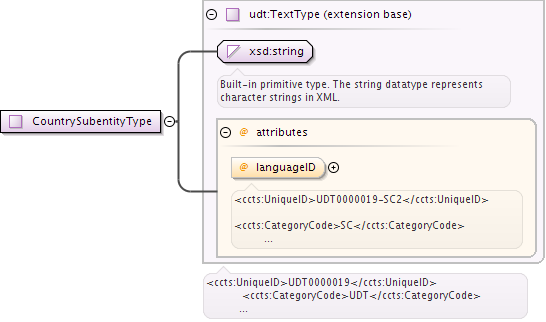 udt:TextType (extension base)
xsd:string
Built-in primitive type. The string datatype represents
character strings in XML.
CountrySubentityType
@ attributes
@ languageID
<ccts:UniqueID>UDT0000019-SC2</ccts:UniqueID>
<ccts:CategoryCode>SC</ccts:CategoryCode>
...
<ccts:UniqueID>UDT0000019</ccts:UniqueID>
<ccts:CategoryCode>UDT</ccts:CategoryCode>
...